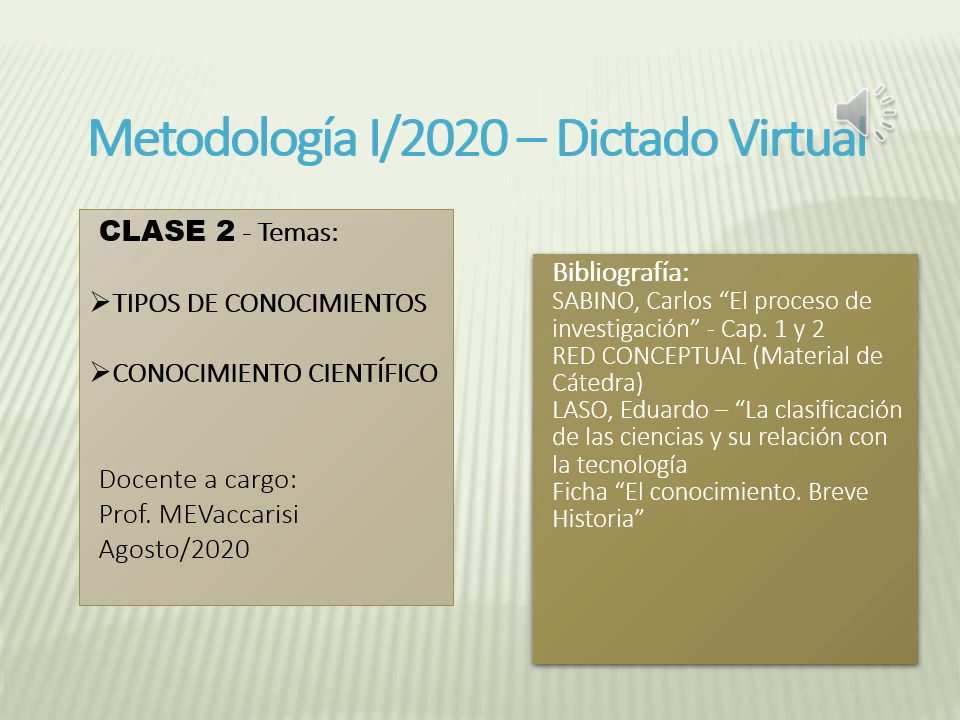 Metodología I/2020 – Dictado Virtual
CLASE 2 - Temas:
➢TIPOS DE CONOCIMIENTOS
➢CONOCIMIENTO CIENTÍFICO
Docente a cargo:
Prof. MEVaccarisi
Agosto/2020
Bibliografía:
SABINO, Carlos “El proceso de
investigación” - Cap. 1 y 2
RED CONCEPTUAL (Material de
Cátedra)
LASO, Eduardo – “La clasificación
de las ciencias y su relación con
la tecnología
Ficha “El conocimiento. Breve
Historia”